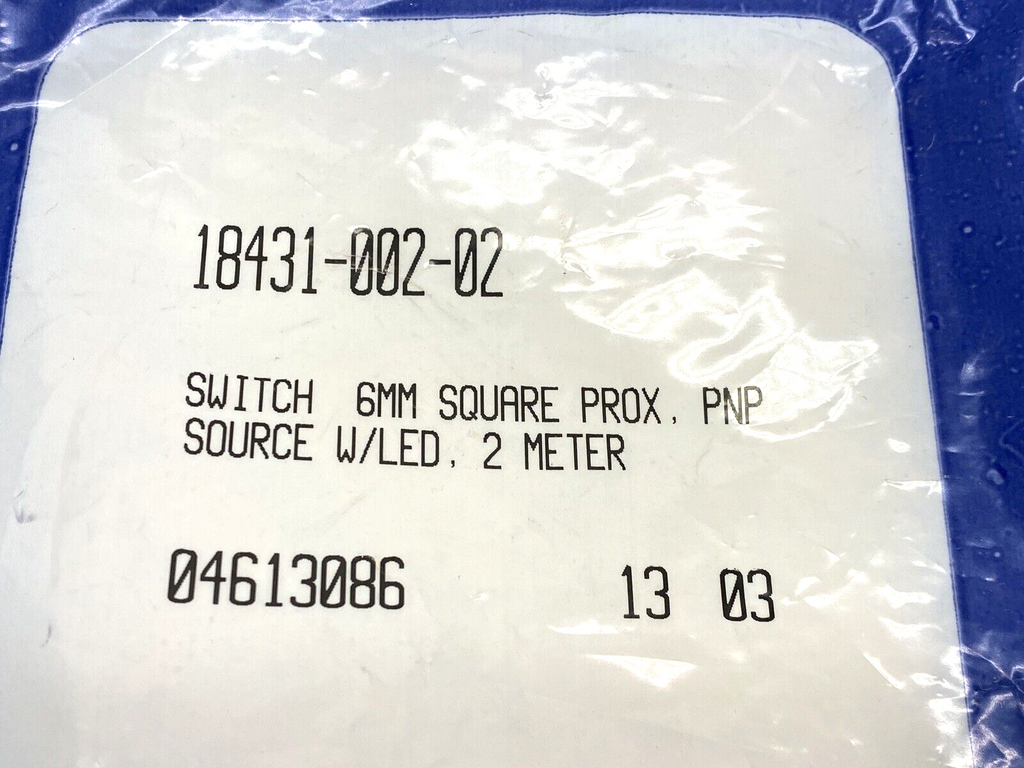 18431-002-02
SWITCH 6MM SQUARE PROX, PNP
SOURCE W/LED, 2 METER
04613086 13 03